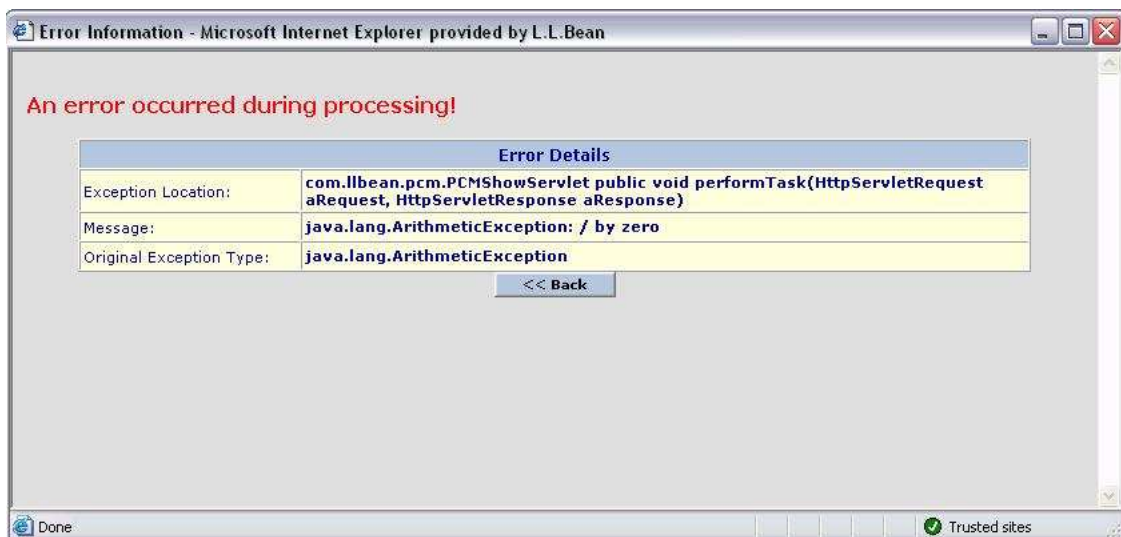 Error Information - Microsoft Internet Explorer provided by L.L.Bean
An error occurred during processing!
Error Details
Exception Location:
com.llbean.pcm.PCMShowServlet public void performTask(HttpServletRequest
aRequest, HttpServletResponse aResponse)
Message:
java.lang.ArithmeticException: / by zero
Original Exception Type:
java.lang.ArithmeticException
<< Back
Done
Trusted sites